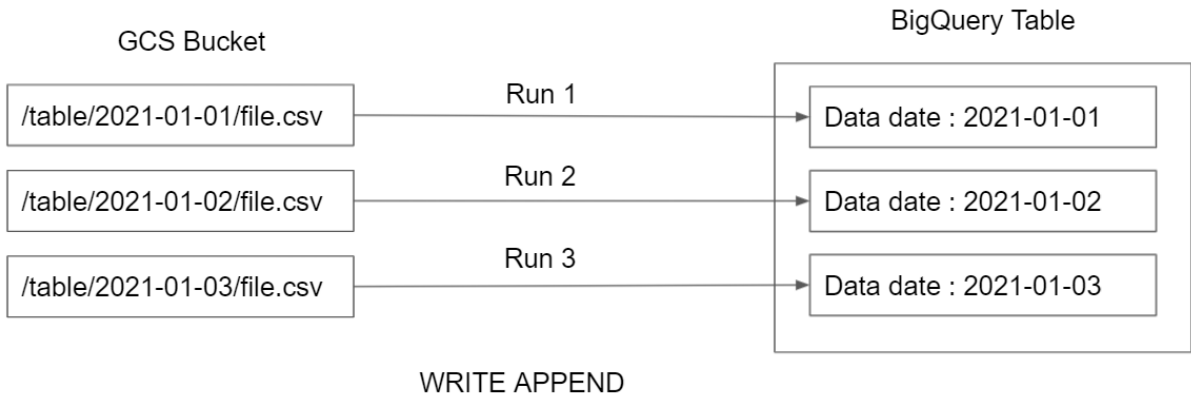 GCS Bucket
BigQuery Table
/table/2021-01-01/file.csv
Run 1
Data date : 2021-01-01
/table/2021-01-02/file.csv
Run 2
Data date : 2021-01-02
/table/2021-01-03/file.csv
Run 3
Data date : 2021-01-03
WRITE APPEND